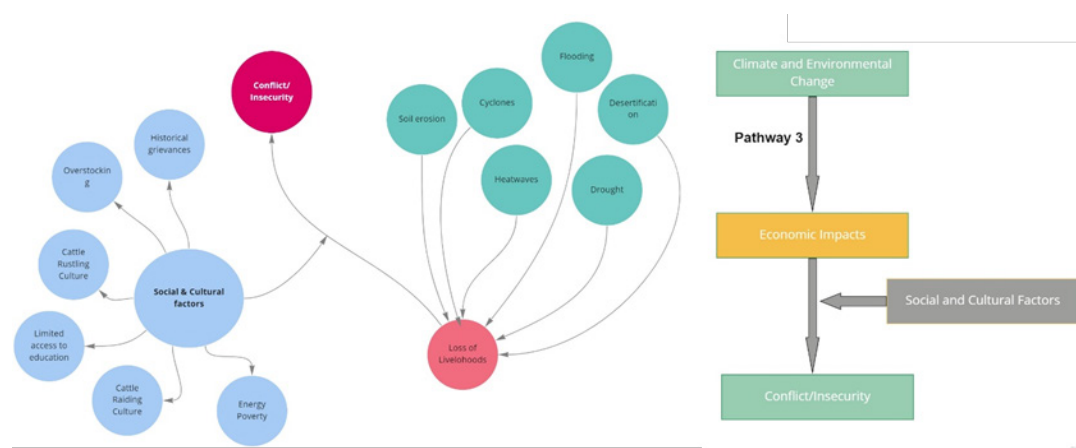 Conflict/
Insecurity
Flooding
Soil erosion
Cyclones
Desertificati
on
Historical
grievances
Overstockin
g
Heatwaves
Drought
Cattle
Rustling
Culture
Social & Cultural
factors
Limited
access to
education
Loss of
Livelohoods
Cattle
Raiding
Culture
Energy
Poverty
Climate and Environmental
Change
Pathway 3
Economic Impacts
Social and Cultural Factors
Conflict/Insecurity